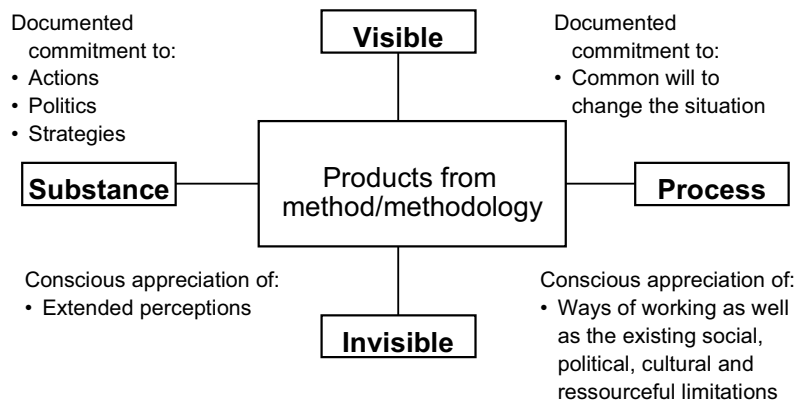 Documented
commitment to:
• Actions
• Politics
• Strategies
Visible
Documented
commitment to:
• Common will to
change the situation
Substance
Products from
method/methodology
Process
Conscious appreciation of:
• Extended perceptions
Invisible
Conscious appreciation of:
• Ways of working as well
as the existing social,
political, cultural and
ressourceful limitations